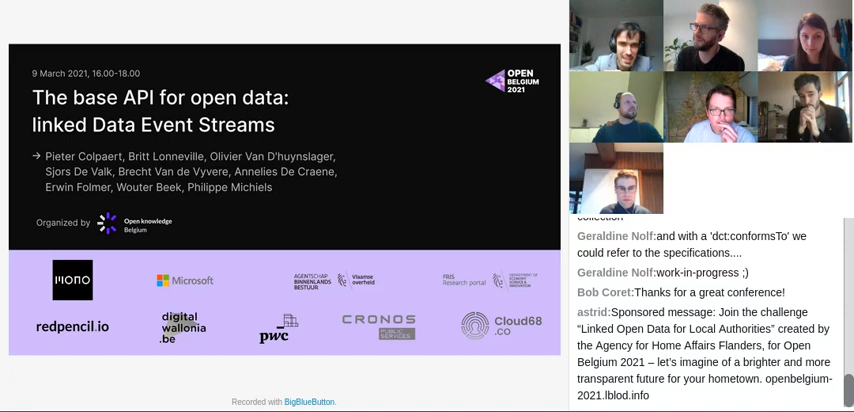 9 March 2021, 16.00-18.00
OPEN
BELGIUM
2021
The base API for open data:
linked Data Event Streams
→ Pieter Colpaert, Britt Lonneville, Olivier Van D'huynslager,
Sjors De Valk, Brecht Van de Vyvere, Annelies De Craene,
Erwin Folmer, Wouter Beek, Philippe Michiels
Organized by
Open knowledge
Belgium
MONO
Microsoft
AGENTSCHAP
BINNENLANDS
BESTUUR
Vlaamse
overheid
FRIS
Research portal
DEPARTMENT OF
ECONOMY
SCIENCE &
INNOVATION
redpencil.io
digital
wallonia
.be
pwc
CRONOS
PUBLIC
SERVICES
Cloud68
.CO
Recorded with BigBlueButton.
collection
Geraldine Nolf:and with a 'dct:conformsTo' we
could refer to the specifications....
Geraldine Nolf:work-in-progress ;)
Bob Coret:Thanks for a great conference!
astrid:Sponsored message: Join the challenge
“Linked Open Data for Local Authorities” created by
the Agency for Home Affairs Flanders, for Open
Belgium 2021 – let’s imagine of a brighter and more
transparent future for your hometown. openbelgium-
2021.lblod.info